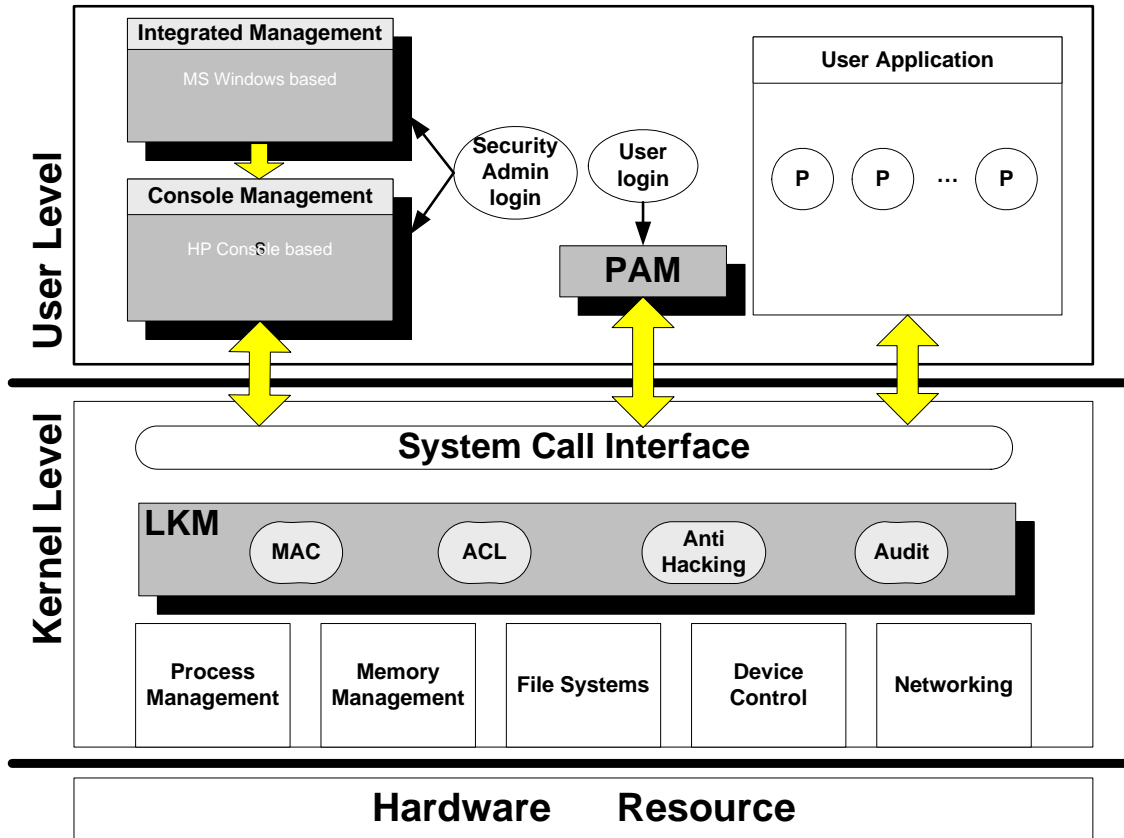 User Level
Integrated Management
MS Windows based
Console Management
HP Console based
S
Security
Admin
login
User
login
PAM
User Application
P
P
...
P
Kernel Level
System Call Interface
LKM
MAC
ACL
Anti
Hacking
Audit
Process
Management
Memory
Management
File Systems
Device
Control
Networking
Hardware Resource